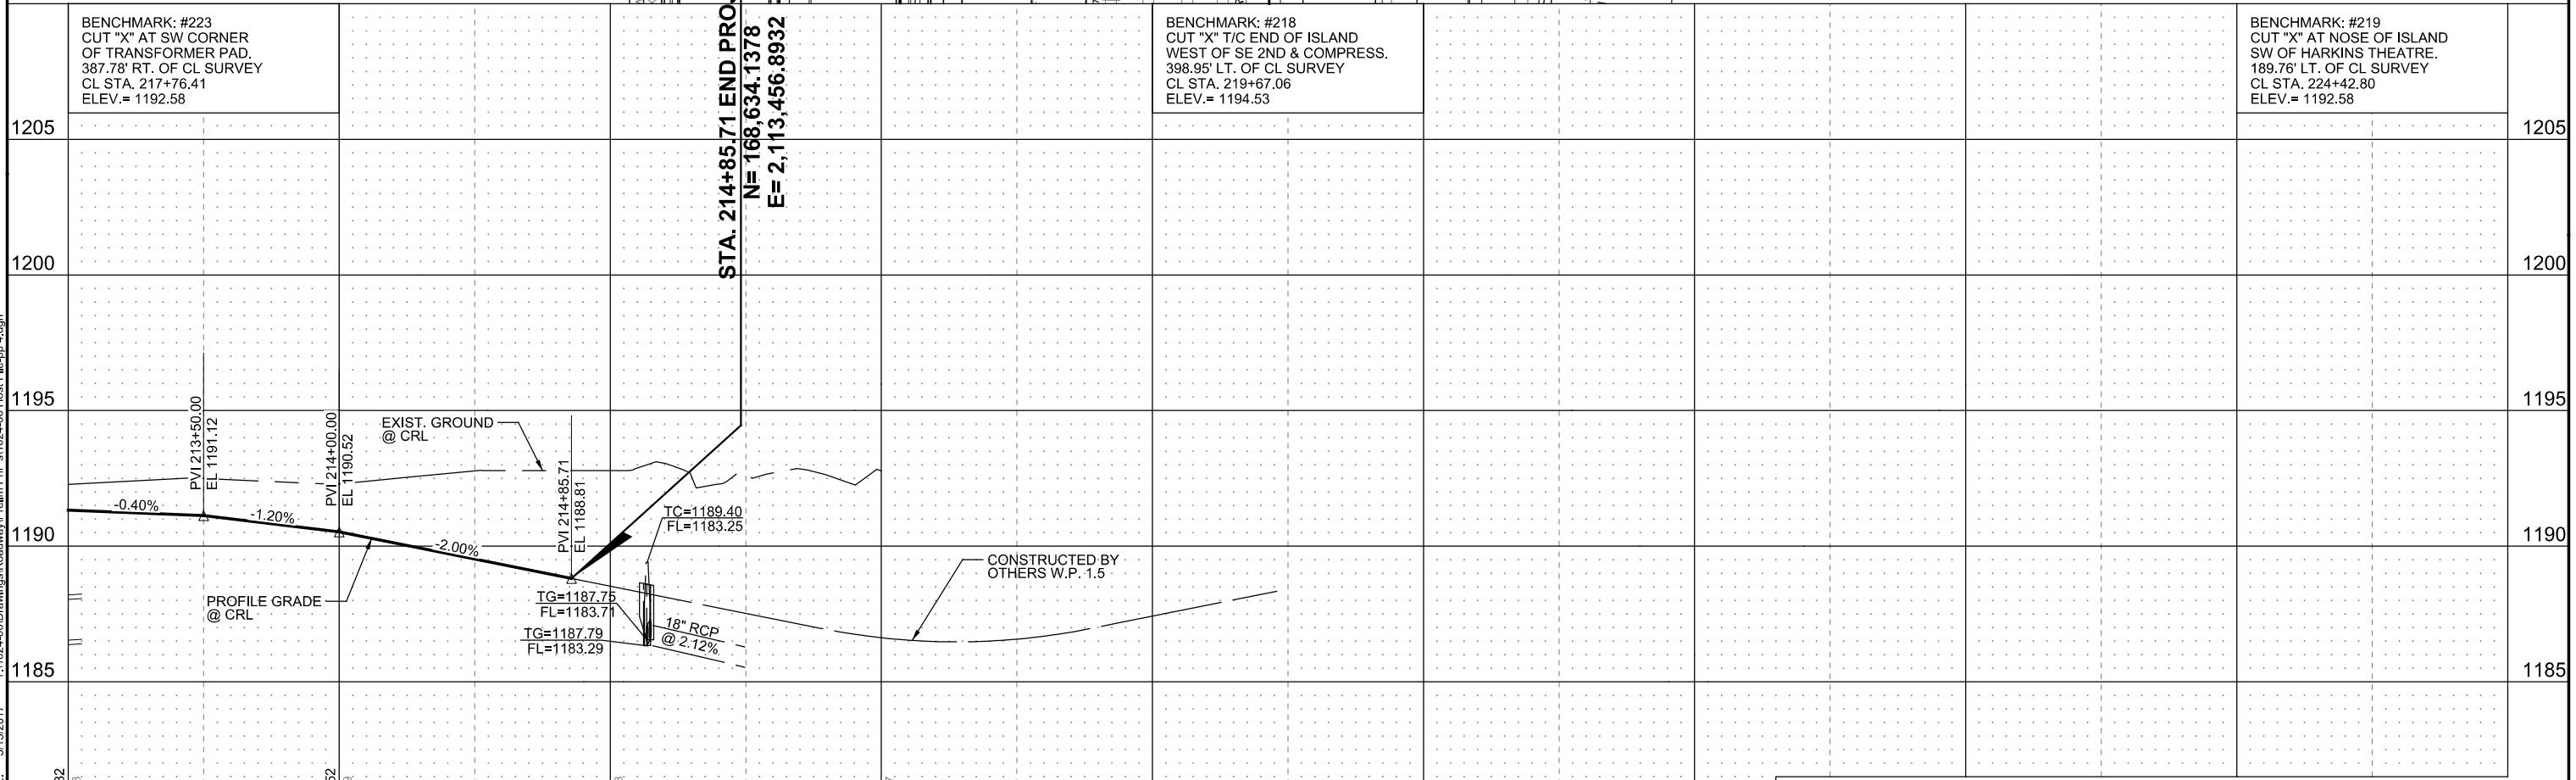 BENCHMARK: #223
CUT "X" AT SW CORNER
OF TRANSFORMER PAD.
387.78' RT. OF CL SURVEY
CL STA. 217+76.41
ELEV.= 1192.58
STA. 214+85.71 END
N= 168,634.1378
E= 2,113,456.8932
BENCHMARK: #218
CUT "X" T/C END OF ISLAND
WEST OF SE 2ND & COMPRESS.
398.95' LT. OF CL SURVEY
CL STA. 219+67.06
ELEV.= 1194.53
BENCHMARK: #219
CUT "X" AT NOSE OF ISLAND
SW OF HARKINS THEATRE.
189.76' LT. OF CL SURVEY
CL STA. 224+42.80
ELEV.= 1192.58
1205
1205
1200
1200
1195
1195
PVI 213+50.00
EL 1191.12
PVI 214+00.00
EL 1190.52
EXIST. GROUND
@ CRL
PVI 214+85.71
EL 1188.81
-0.40%
-1.20%
-2.00%
TC=1189.40
FL=1183.25
1190
1190
CONSTRUCTED BY
OTHERS W.P. 1.5
PROFILE GRADE
@ CRL
TG=1187.75
FL=1183.71
18" RCP
@ 2.12%
TG=1187.79
FL=1183.29
1185
1185